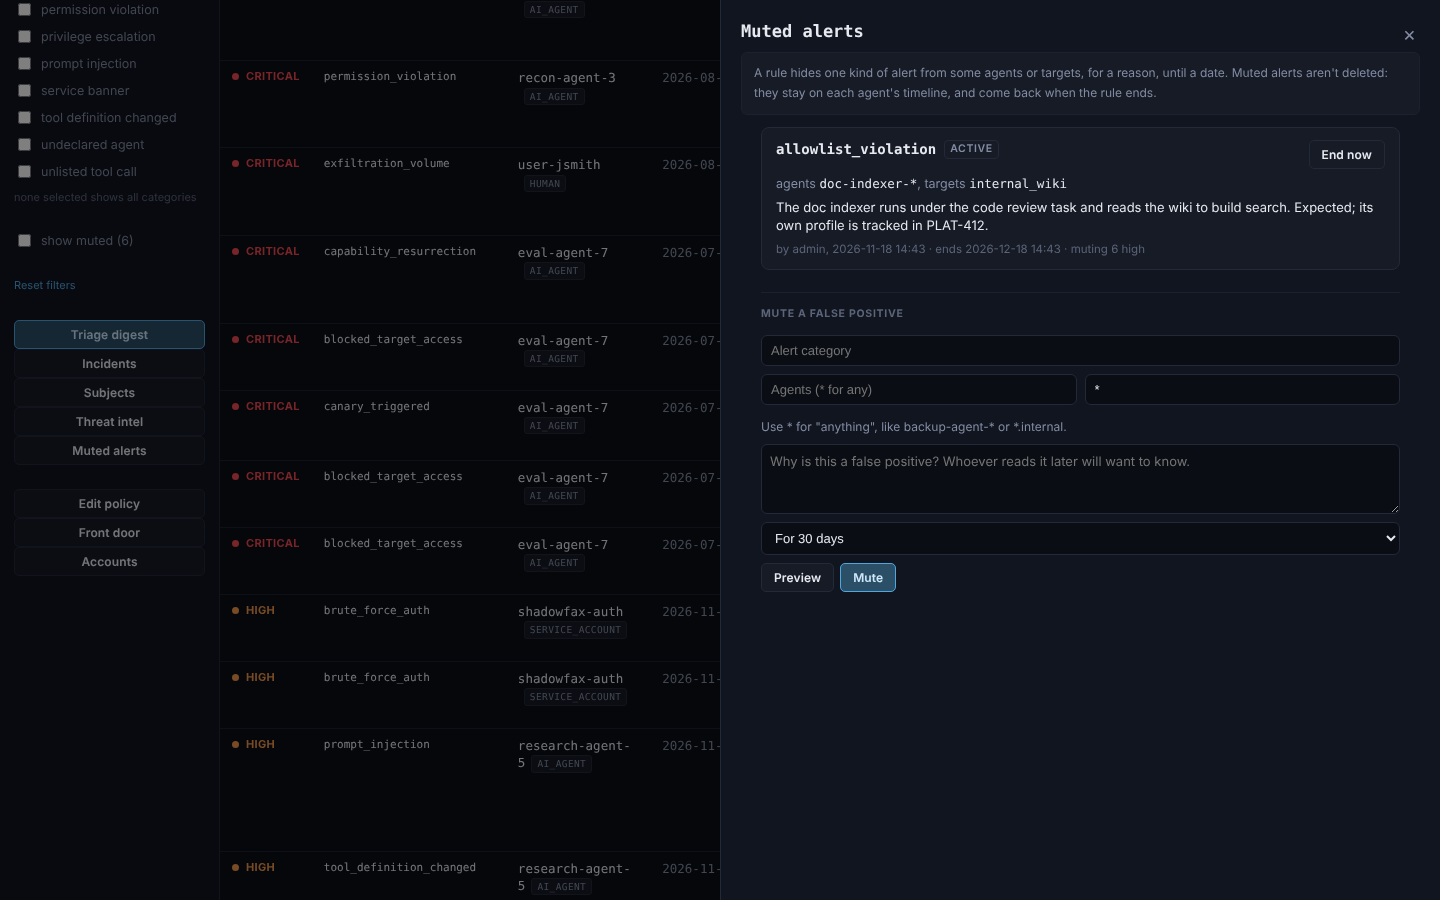 permission violation
privilege escalation
prompt injection
service banner
tool definition changed
undeclared agent
unlisted tool call
none selected shows all categories
show muted (6)
Reset filters
Triage digest
Incidents
Subjects
Threat intel
Muted alerts
Edit policy
Front door
Accounts
AI_AGENT
CRITICAL permission_violation recon-agent-3 2026-08-
AI_AGENT
CRITICAL exfiltration_volume user-jsmith 2026-08-
HUMAN
CRITICAL capability_resurrection eval-agent-7 2026-07-
AI_AGENT
CRITICAL blocked_target_access eval-agent-7 2026-07-
AI_AGENT
CRITICAL canary_triggered eval-agent-7 2026-07-
AI_AGENT
CRITICAL blocked_target_access eval-agent-7 2026-07-
AI_AGENT
CRITICAL blocked_target_access eval-agent-7 2026-07-
AI_AGENT
HIGH brute_force_auth shadowfax-auth 2026-11-
SERVICE_ACCOUNT
HIGH brute_force_auth shadowfax-auth 2026-11-
SERVICE_ACCOUNT
HIGH prompt_injection research-agent- 2026-11-
5 AI_AGENT
HIGH tool_definition_changed research-agent- 2026-11-
5 AI_AGENT
Muted alerts ×
A rule hides one kind of alert from some agents or targets, for a reason, until a date. Muted alerts aren't deleted:
they stay on each agent's timeline, and come back when the rule ends.
allowlist_violation ACTIVE End now
agents doc-indexer-*, targets internal_wiki
The doc indexer runs under the code review task and reads the wiki to build search. Expected; its
own profile is tracked in PLAT-412.
by admin, 2026-11-18 14:43 · ends 2026-12-18 14:43 · muting 6 high
MUTE A FALSE POSITIVE
Alert category
Agents (* for any) *
Use * for "anything", like backup-agent-* or *.internal.
Why is this a false positive? Whoever reads it later will want to know.
For 30 days
Preview Mute